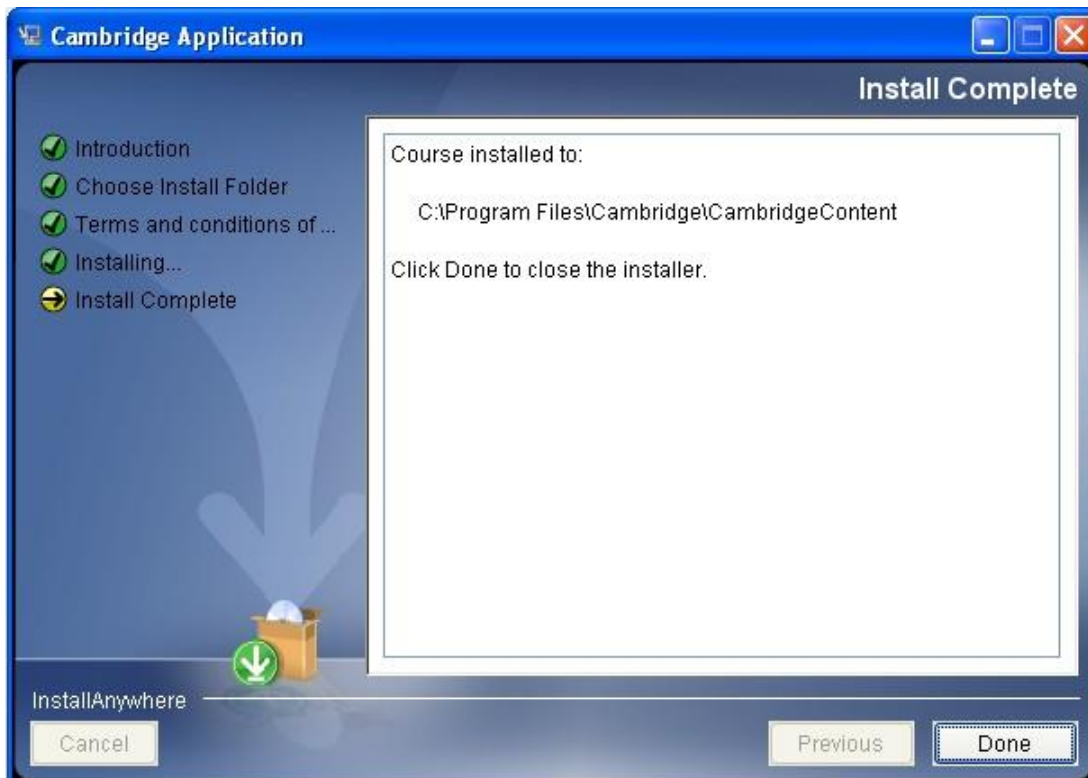 Cambridge Application
Install Complete
Introduction
Choose Install Folder
Terms and conditions of ...
Installing...
Install Complete
Course installed to:
C:\Program Files\Cambridge\CambridgeContent
Click Done to close the installer.
InstallAnywhere
Cancel
Previous
Done